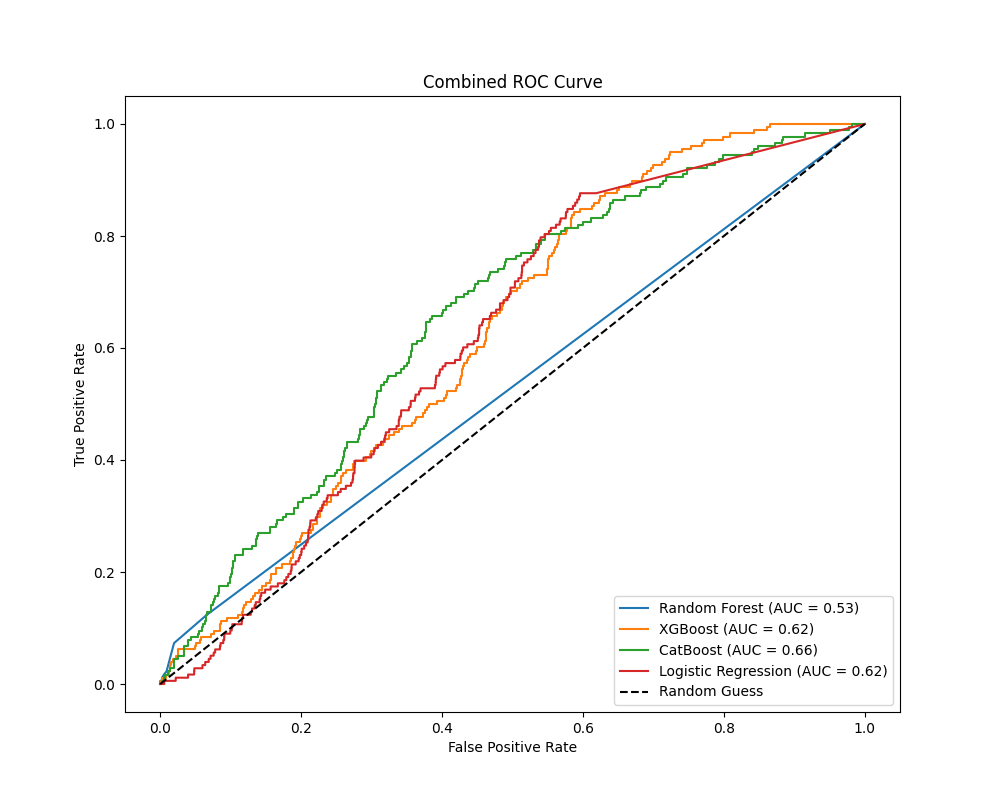 Combined ROC Curve
True Positive Rate
1.0
0.8
0.6
0.4
0.2
0.0
Random Forest (AUC = 0.53)
XGBoost (AUC = 0.62)
CatBoost (AUC = 0.66)
Logistic Regression (AUC = 0.62)
Random Guess
0.0 0.2 0.4 0.6 0.8 1.0
False Positive Rate